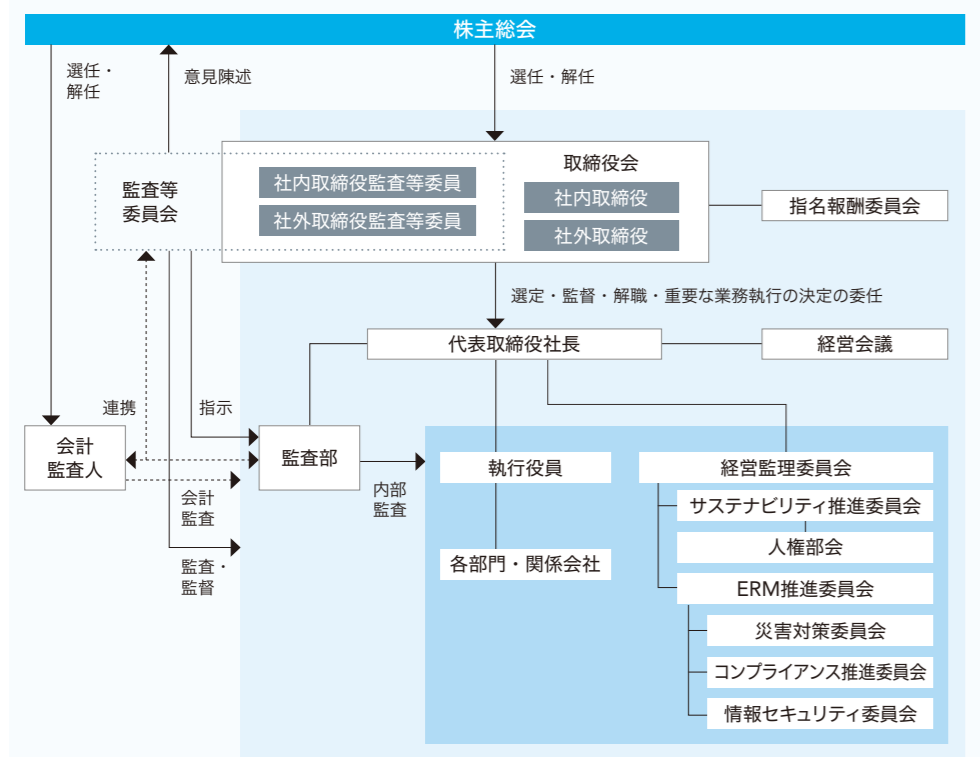 株主総会
選任・
解任
意見陳述
選任・解任
監査等
委員会
社内取締役監査等委員
社外取締役監査等委員
取締役会
社内取締役
社外取締役
指名報酬委員会
選定・監督・解職・重要な業務執行の決定の委任
代表取締役社長
経営会議
連携
指示
会計
監査人
監査部
会計
監査
内部
監査
監査・
監督
執行役員
各部門・関係会社
経営監理委員会
サステナビリティ推進委員会
人権部会
ERM推進委員会
災害対策委員会
コンプライアンス推進委員会
情報セキュリティ委員会